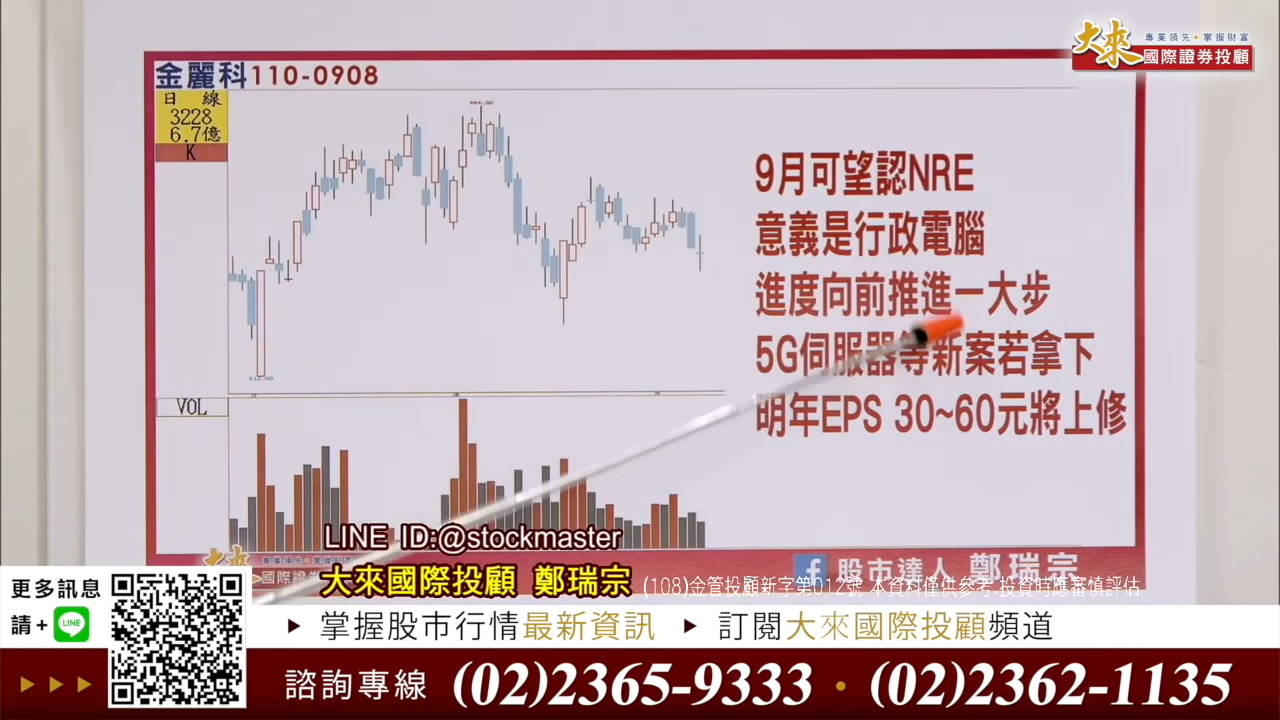 大來
專業領先•掌握財富
國際證券投顧
金麗科110-0908
日 線
3228
6.7億
K
VOL
9月可望認NRE
意義是行政電腦
進度向前推進一大步
5G伺服器等新案若拿下
明年EPS 30~60元將上修
LINE ID:@stockmaster
大來
國際證券
股市達人 鄭瑞宗
大來國際投顧 鄭瑞宗
(108)金管投顧新字第012號 本資料僅供參考 投資時應審慎評估
更多訊息
請+
LINE
掌握股市行情最新資訊
訂閱大來國際投顧頻道
諮詢專線
(02)2365-9333 • (02)2362-1135